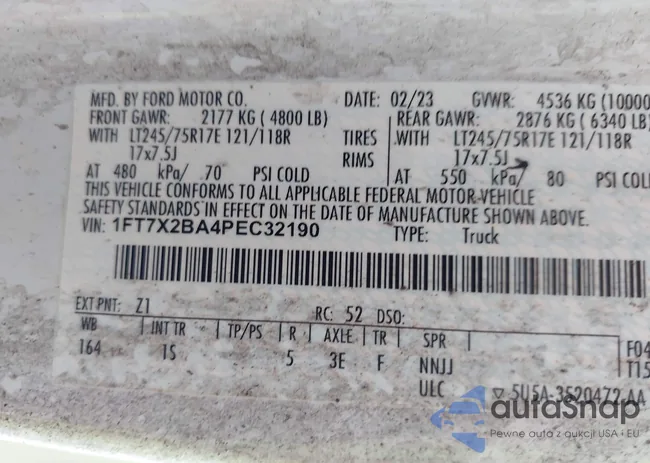 MFD. BY FORD MOTOR CO. DATE: 02/23 GVWR: 4536 KG (10000
FRONT GAWR: 2177 KG (4800 LB) REAR GAWR: 2876 KG (6340 LB)
WITH LT245/75R17E 121/118R TIRES WITH LT245/75R17E 121/118R
17x7.5J RIMS 17x7.5J
AT 480 kPa/ 70 PSI COLD AT 550 kPa/ 80 PSI COL
THIS VEHICLE CONFORMS TO ALL APPLICABLE FEDERAL MOTOR VEHICLE
SAFETY STANDARDS IN EFFECT ON THE DATE OF MANUFACTURE SHOWN ABOVE.
VIN: 1FT7X2BA4PEC32190 TYPE: Truck
EXT PNT: Z1 RC: 52 DSO:
WB INT TR TP/PS R AXLE TR SPR
164 1S 5 3E F NNJJ F04
ULC T15
5U5A-3520472-AA
autoSnap
Pewne auta z aukcji USA i EU